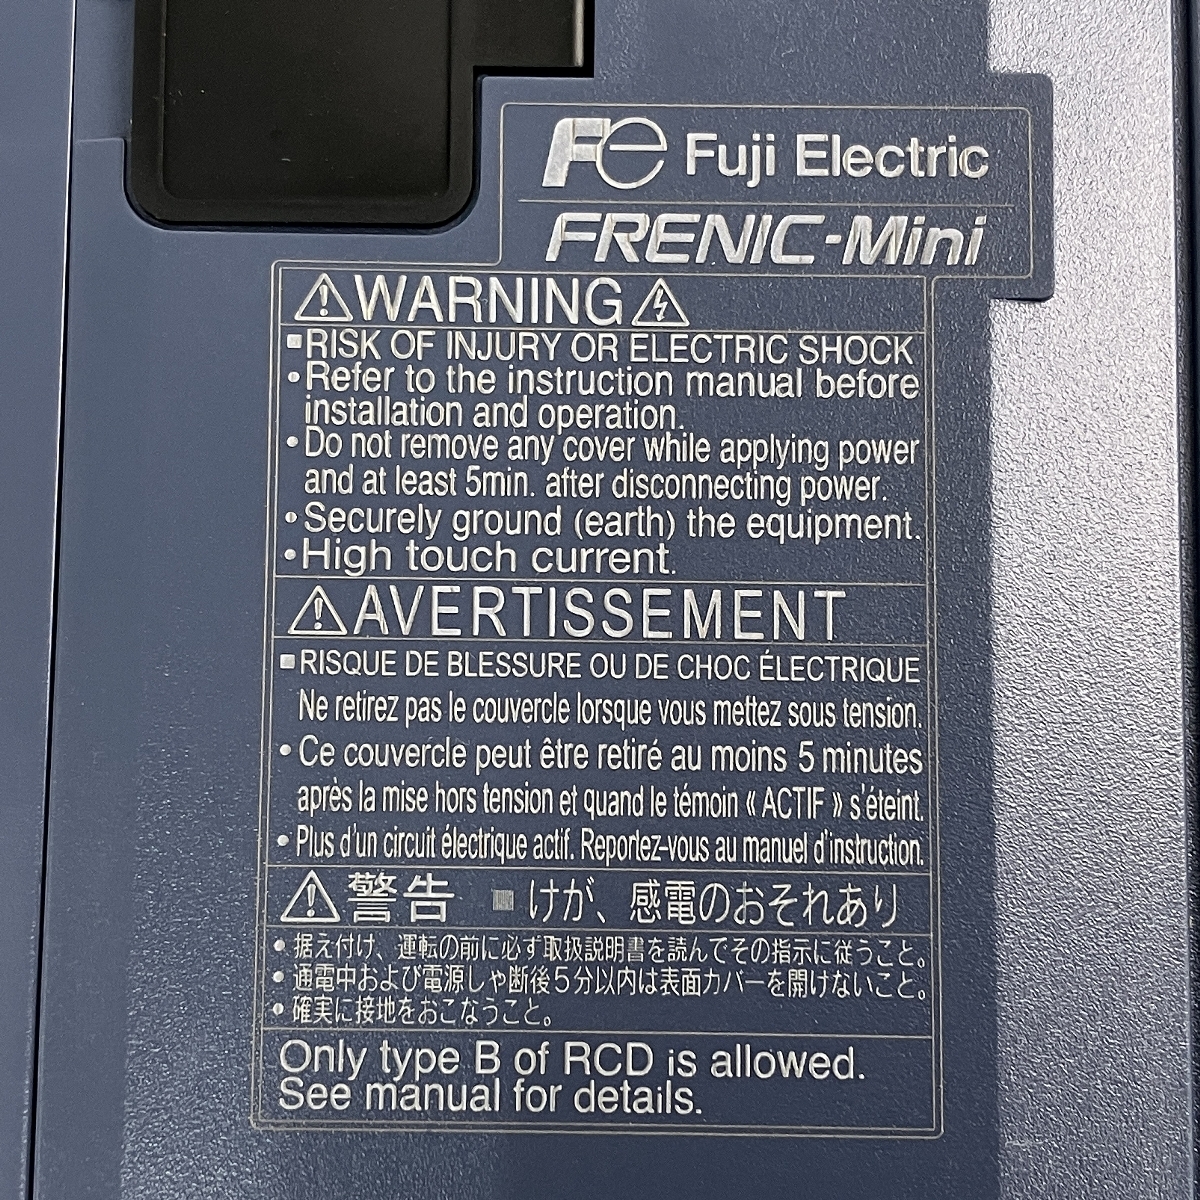 Fe Fuji Electric
FRENIC-Mini
WARNING
RISK OF INJURY OR ELECTRIC SHOCK
• Refer to the instruction manual before
installation and operation.
• Do not remove any cover while applying power
and at least 5min. after disconnecting power.
• Securely ground (earth) the equipment.
• High touch current.
AVERTISSEMENT
RISQUE DE BLESSURE OU DE CHOC ÉLECTRIQUE
Ne retirez pas le couvercle lorsque vous mettez sous tension.
• Ce couvercle peut être retiré au moins 5 minutes
après la mise hors tension et quand le témoin « ACTIF » s'éteint.
• Plus d'un circuit électrique actif. Reportez-vous au manuel d'instruction.
警告 ■ けが、感電のおそれあり
• 据え付け、運転の前に必ず取扱説明書を読んでその指示に従うこと。
• 通電中および電源しゃ断後5分以内は表面カバーを開けないこと。
• 確実に接地をおこなうこと。
Only type B of RCD is allowed.
See manual for details.